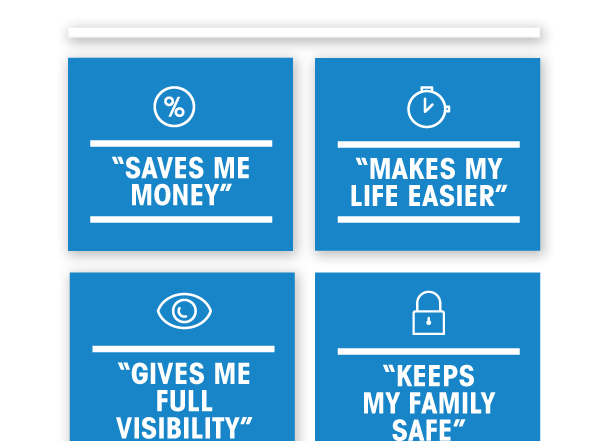 %
“SAVES ME
MONEY”
“MAKES MY
LIFE EASIER”
“GIVES ME
FULL
VISIBILITY”
“KEEPS
MY FAMILY
SAFE”